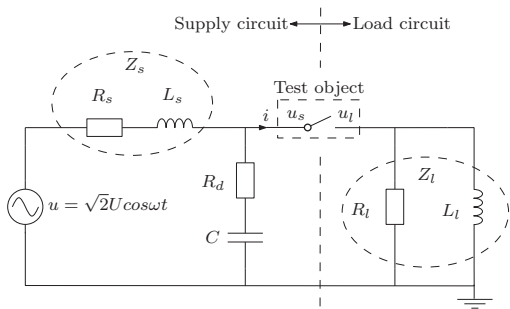 Supply circuit Load circuit
Z_s
Test object
R_s L_s i u_s u_l
R_d Z_l
u = √2Ucosωt R_l L_l
C